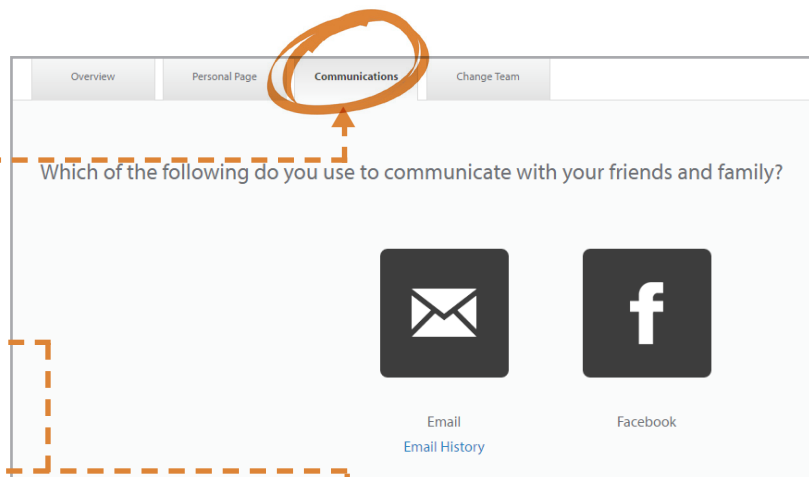 Overview Personal Page Communications Change Team
Which of the following do you use to communicate with your friends and family?
f
Email Facebook
Email History